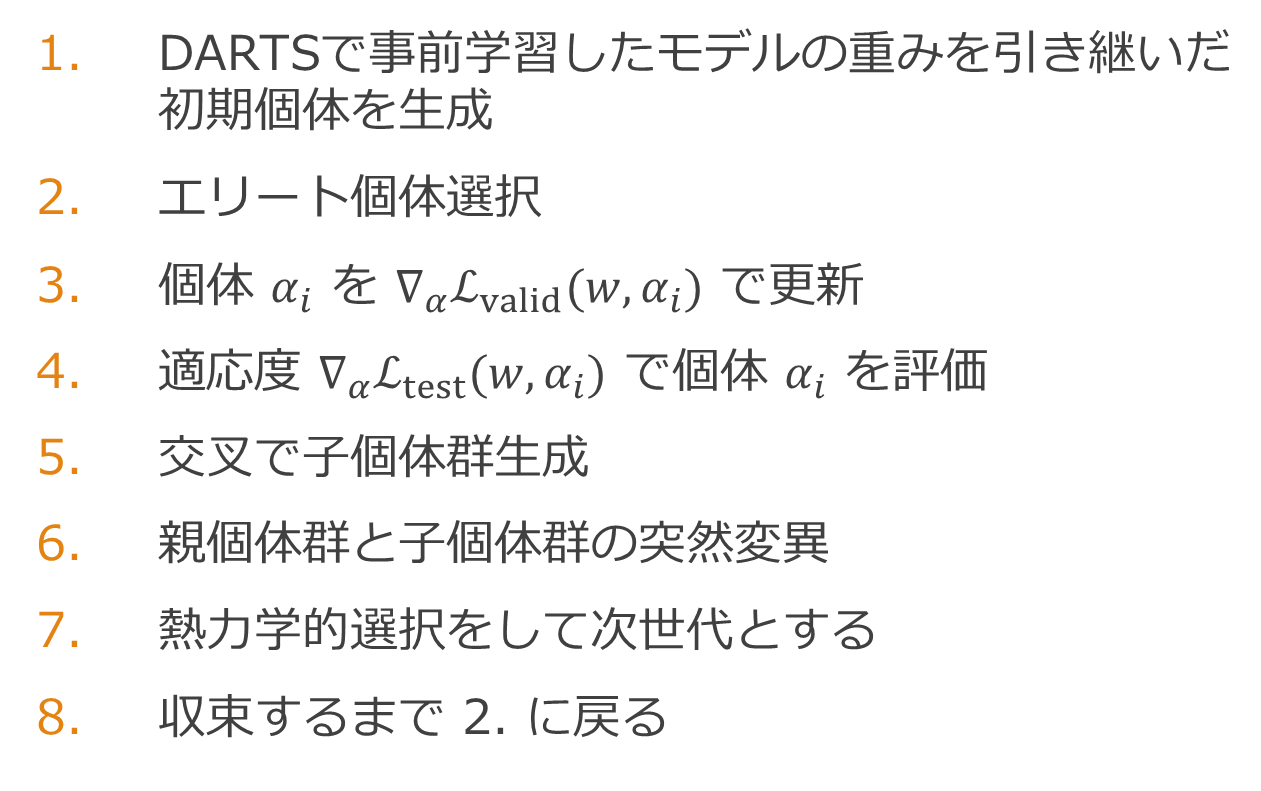 1. DARTSで事前学習したモデルの重みを引き継いだ
初期個体を生成
2. エリート個体選択
3. 個体 αᵢ を ∇_α ℒ_valid(w, αᵢ) で更新
4. 適応度 ∇_α ℒ_test(w, αᵢ) で個体 αᵢ を評価
5. 交叉で子個体群生成
6. 親個体群と子個体群の突然変異
7. 熱力学的選択をして次世代とする
8. 収束するまで 2. に戻る